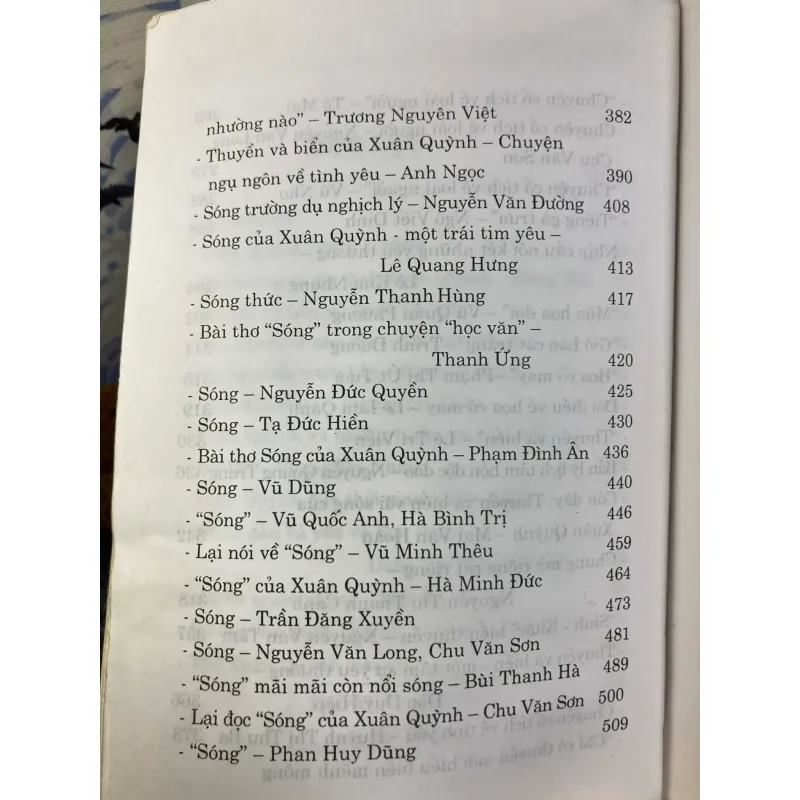 nhường nào” – Trương Nguyên Việt 382
- Thuyền và biển của Xuân Quỳnh – Chuyện
ngụ ngôn về tình yêu – Anh Ngọc 390
- Sóng trường dụ nghịch lý – Nguyễn Văn Đường 408
- Sóng của Xuân Quỳnh - một trái tim yêu –
Lê Quang Hưng 413
- Sóng thức – Nguyễn Thanh Hùng 417
- Bài thơ “Sóng” trong chuyện “học văn” –
Thanh Ứng 420
- Sóng – Nguyễn Đức Quyền 425
- Sóng – Tạ Đức Hiền 430
- Bài thơ Sóng của Xuân Quỳnh – Phạm Đình Ân 436
- Sóng – Vũ Dũng 440
- “Sóng” – Vũ Quốc Anh, Hà Bình Trị 446
- Lại nói về “Sóng” – Vũ Minh Thêu 459
- “Sóng” của Xuân Quỳnh – Hà Minh Đức 464
- Sóng – Trần Đăng Xuyền 473
- Sóng – Nguyễn Văn Long, Chu Văn Sơn 481
- “Sóng” mãi mãi còn nổi sóng – Bùi Thanh Hà 489
- Lại đọc “Sóng” của Xuân Quỳnh – Chu Văn Sơn 500
- “Sóng” – Phan Huy Dũng 509